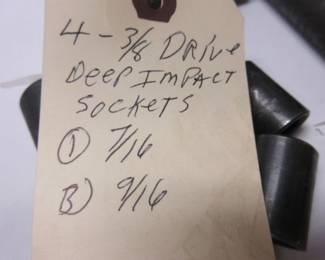 4 - 3/8 Drive
Deep Impact
Sockets
① 7/16
③ 9/16